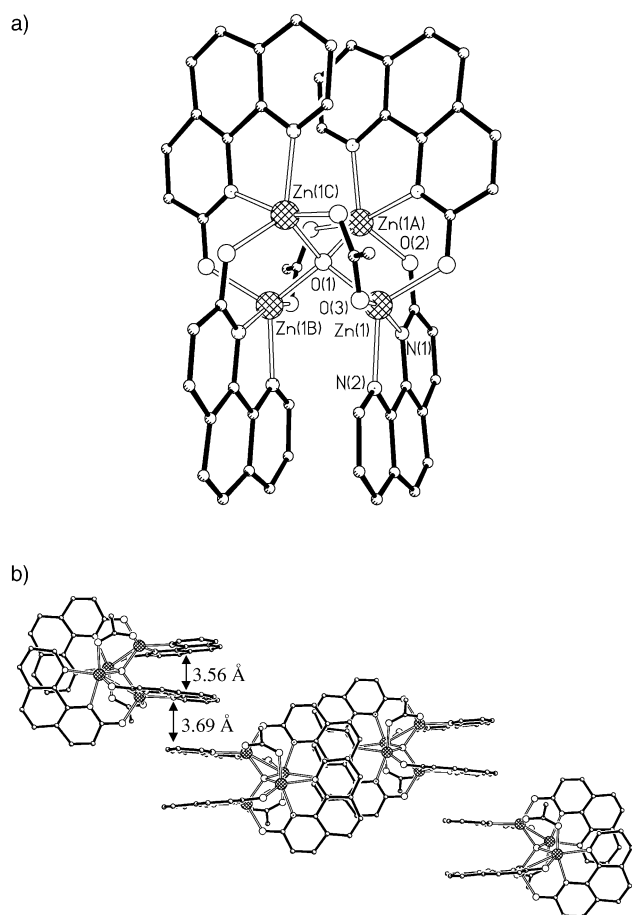 a)
Zn(1C)
Zn(1A)
O(2)
O(1)
O(3)
Zn(1B)
Zn(1)
N(1)
N(2)
b)
3.56 Å
3.69 Å